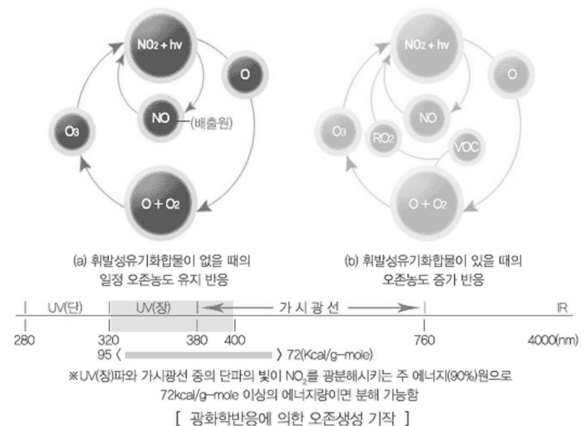 NO₂ + hv
O
NO
(배출원)
O₃
O + O₂
NO₂ + hv
O
NO
O₃
RO₂
VOC
O + O₂
(a) 휘발성유기화합물이 없을 때의
일정 오존농도 유지 반응
(b) 휘발성유기화합물이 있을 때의
오존농도 증가 반응
UV(단) UV(장) 가 시 광 선 IR
280 320 380 400 760 4000(nm)
95 72(Kcal/g-mole)
※UV(장)파와 가시광선 중의 단파의 빛이 NO₂를 광분해시키는 주 에너지(90%)원으로
72kcal/g-mole 이상의 에너지량이면 분해 가능함
[ 광화학반응에 의한 오존생성 기작 ]